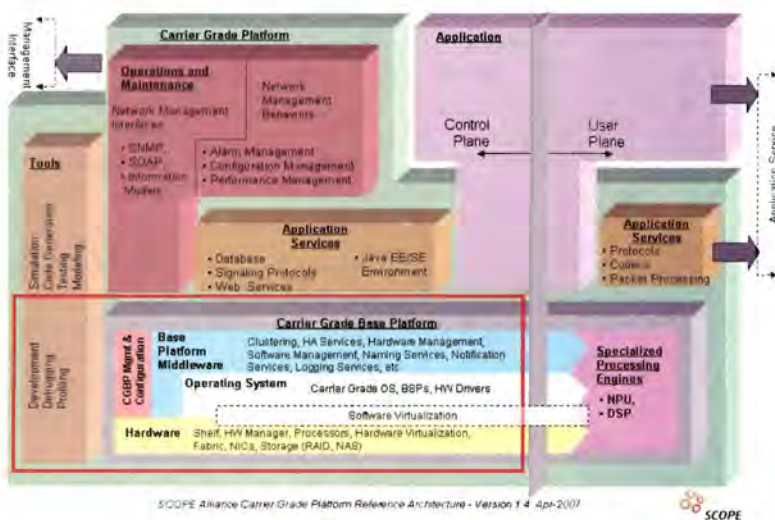 Management
Interface
Carrier Grade Platform
Application
Operations and
Maintenance
Network Management
Interfaces
• SNMP,
• SOAP
• Information
Models
Network
Management
Behaviors
• Alarm Management
• Configuration Management
• Performance Management
Control
Plane
User
Plane
Application Service
Tools
Simulation
Code Generation
Testing
Modeling
Development
Debugging
Profiling
Application
Services
• Database
• Signaling Protocols
• Web Services
• Java EE/SE
Environment
Application
Services
• Protocols
• Codecs
• Packet Processing
Carrier Grade Base Platform
CGBP Mgmt &
Configuration
Base
Platform
Middleware
Clustering, HA Services, Hardware Management,
Software Management, Naming Services, Notification
Services, Logging Services, etc
Operating System
Carrier Grade OS, BSPs, HW Drivers
Software Virtualization
Hardware
Shelf, HW Manager, Processors, Hardware Virtualization,
Fabric, NICs, Storage (RAID, NAS)
Specialized
Processing
Engines
• NPU,
• DSP
SCOPE Alliance Carrier Grade Platform Reference Architecture - Version 1.4 Apr-2007
SCOPE